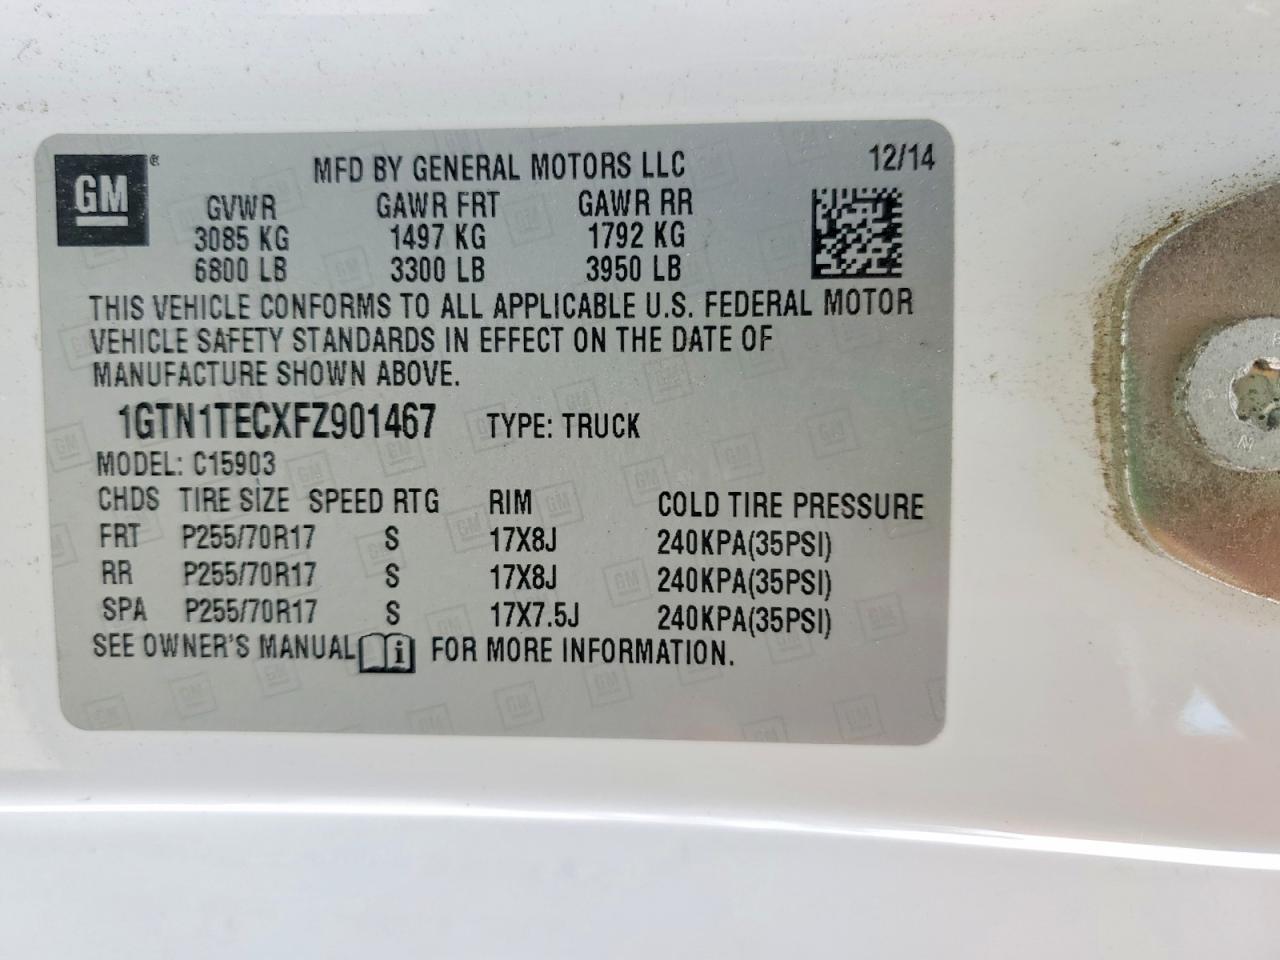 GM ® MFD BY GENERAL MOTORS LLC 12/14
GVWR GAWR FRT GAWR RR
3085 KG 1497 KG 1792 KG
6800 LB 3300 LB 3950 LB
THIS VEHICLE CONFORMS TO ALL APPLICABLE U.S. FEDERAL MOTOR
VEHICLE SAFETY STANDARDS IN EFFECT ON THE DATE OF
MANUFACTURE SHOWN ABOVE.
1GTN1TECXFZ901467 TYPE: TRUCK
MODEL: C15903
CHDS TIRE SIZE SPEED RTG RIM COLD TIRE PRESSURE
FRT P255/70R17 S 17X8J 240KPA(35PSI)
RR P255/70R17 S 17X8J 240KPA(35PSI)
SPA P255/70R17 S 17X7.5J 240KPA(35PSI)
SEE OWNER'S MANUAL i FOR MORE INFORMATION.